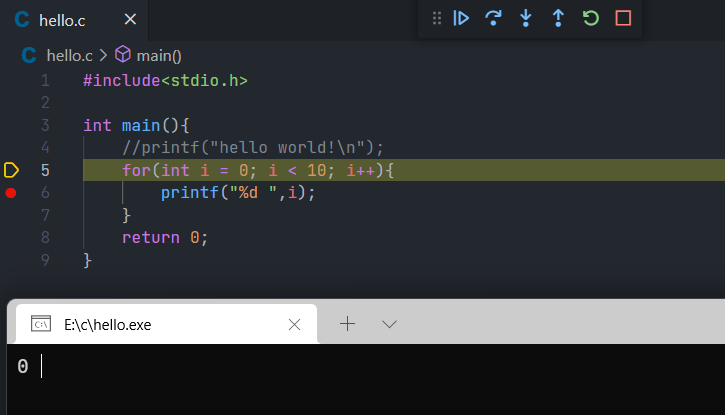 C hello.c
C hello.c > main()
1 #include<stdio.h>
2
3 int main(){
4 //printf("hello world!\n");
5 for(int i = 0; i < 10; i++){
6 printf("%d ",i);
7 }
8 return 0;
9 }
C:\ E:\c\hello.exe
0